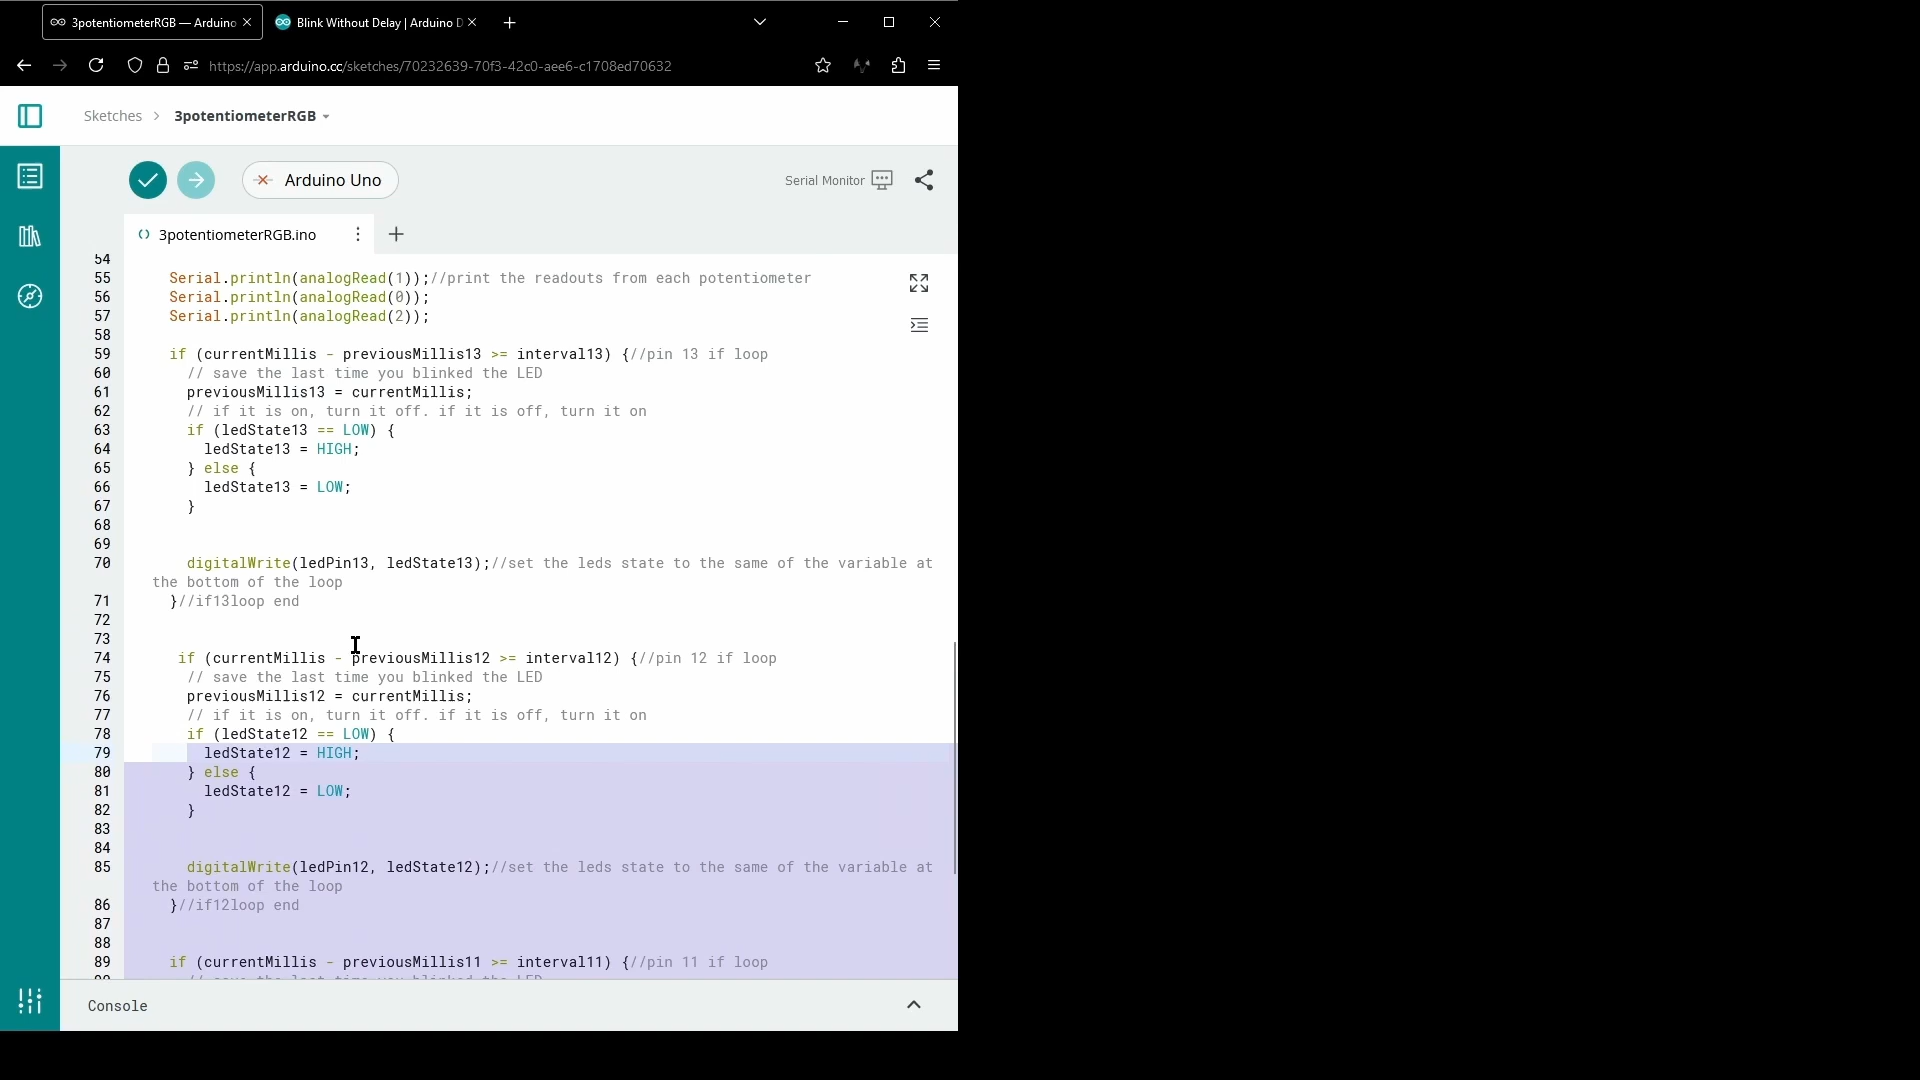 3potentiometerRGB — Arduino
Blink Without Delay | Arduino D
https://app.arduino.cc/sketches/70232639-70f3-42c0-aee6-c1708ed70632
Sketches > 3potentiometerRGB
Arduino Uno
Serial Monitor
3potentiometerRGB.ino
54
55 Serial.println(analogRead(1));//print the readouts from each potentiometer
56 Serial.println(analogRead(0));
57 Serial.println(analogRead(2));
58
59 if (currentMillis - previousMillis13 >= interval13) {//pin 13 if loop
60 // save the last time you blinked the LED
61 previousMillis13 = currentMillis;
62 // if it is on, turn it off. if it is off, turn it on
63 if (ledState13 == LOW) {
64 ledState13 = HIGH;
65 } else {
66 ledState13 = LOW;
67 }
68
69
70 digitalWrite(ledPin13, ledState13);//set the leds state to the same of the variable at
the bottom of the loop
71 }//if13loop end
72
73
74 if (currentMillis - previousMillis12 >= interval12) {//pin 12 if loop
75 // save the last time you blinked the LED
76 previousMillis12 = currentMillis;
77 // if it is on, turn it off. if it is off, turn it on
78 if (ledState12 == LOW) {
79 ledState12 = HIGH;
80 } else {
81 ledState12 = LOW;
82 }
83
84
85 digitalWrite(ledPin12, ledState12);//set the leds state to the same of the variable at
the bottom of the loop
86 }//if12loop end
87
88
89 if (currentMillis - previousMillis11 >= interval11) {//pin 11 if loop
Console